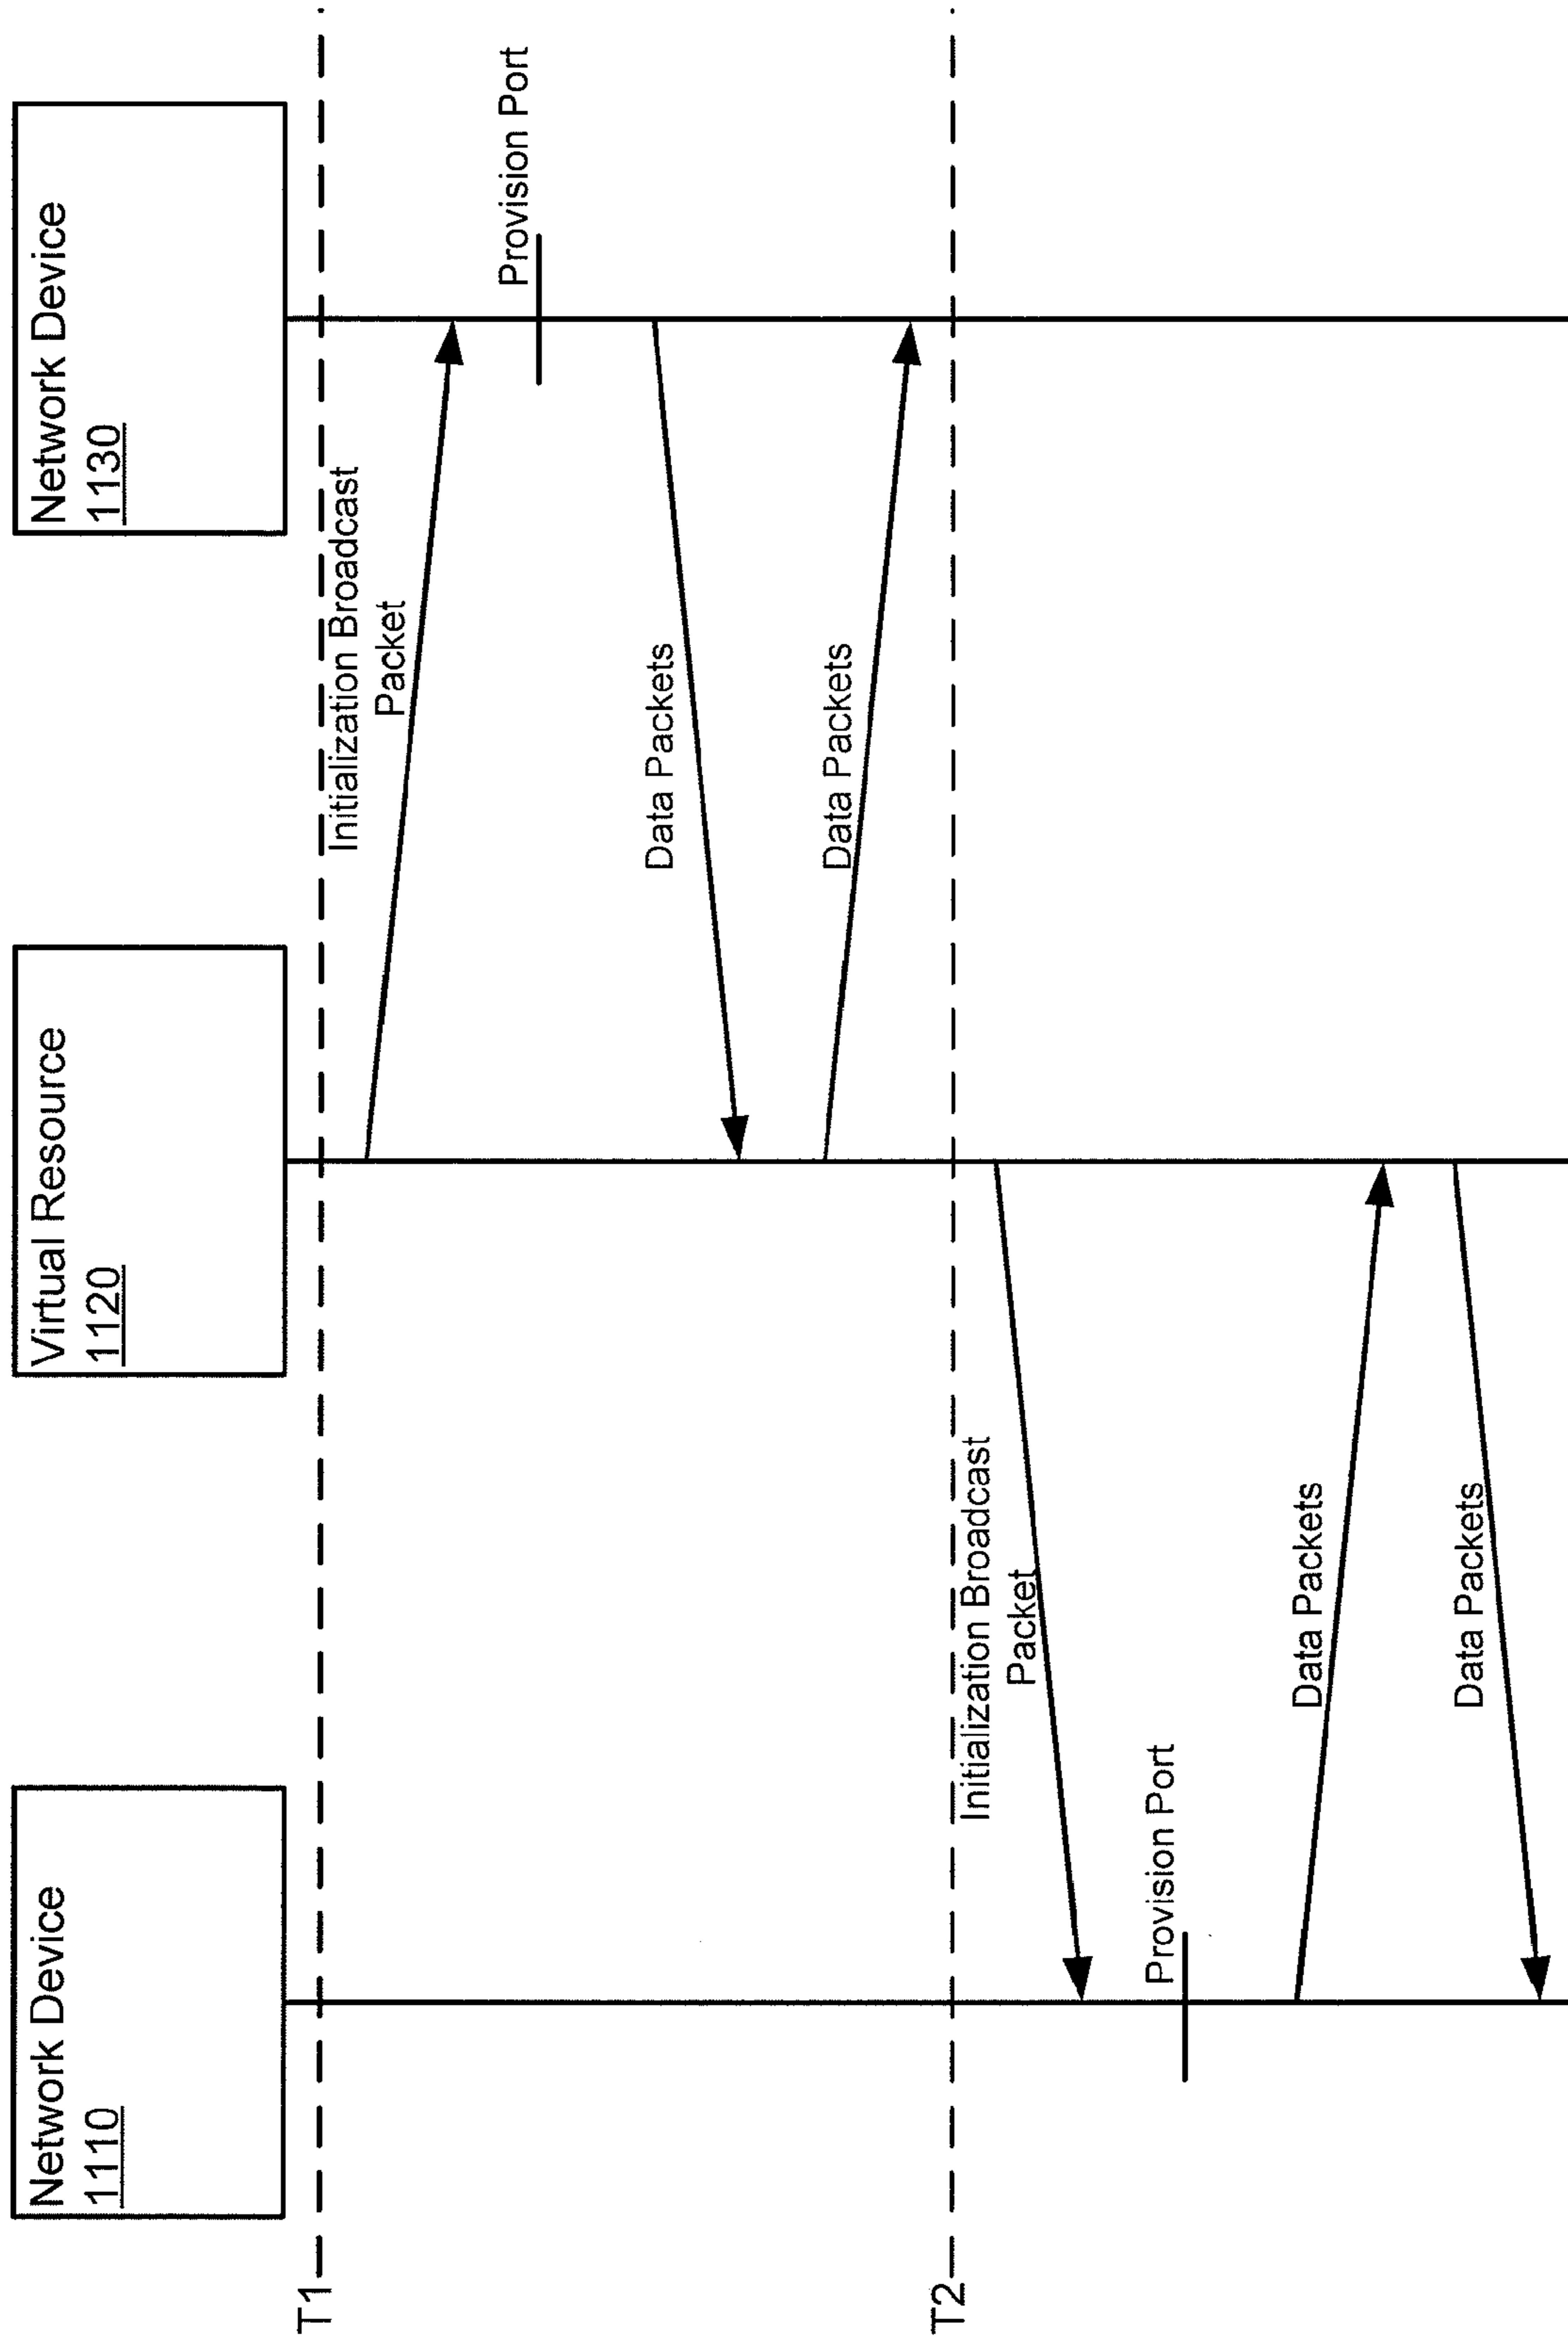 Network Device
1110
Virtual Resource
1120
Network Device
1130
T1
Initialization Broadcast
Packet
Provision Port
Data Packets
Data Packets
T2
Initialization Broadcast
Packet
Provision Port
Data Packets
Data Packets